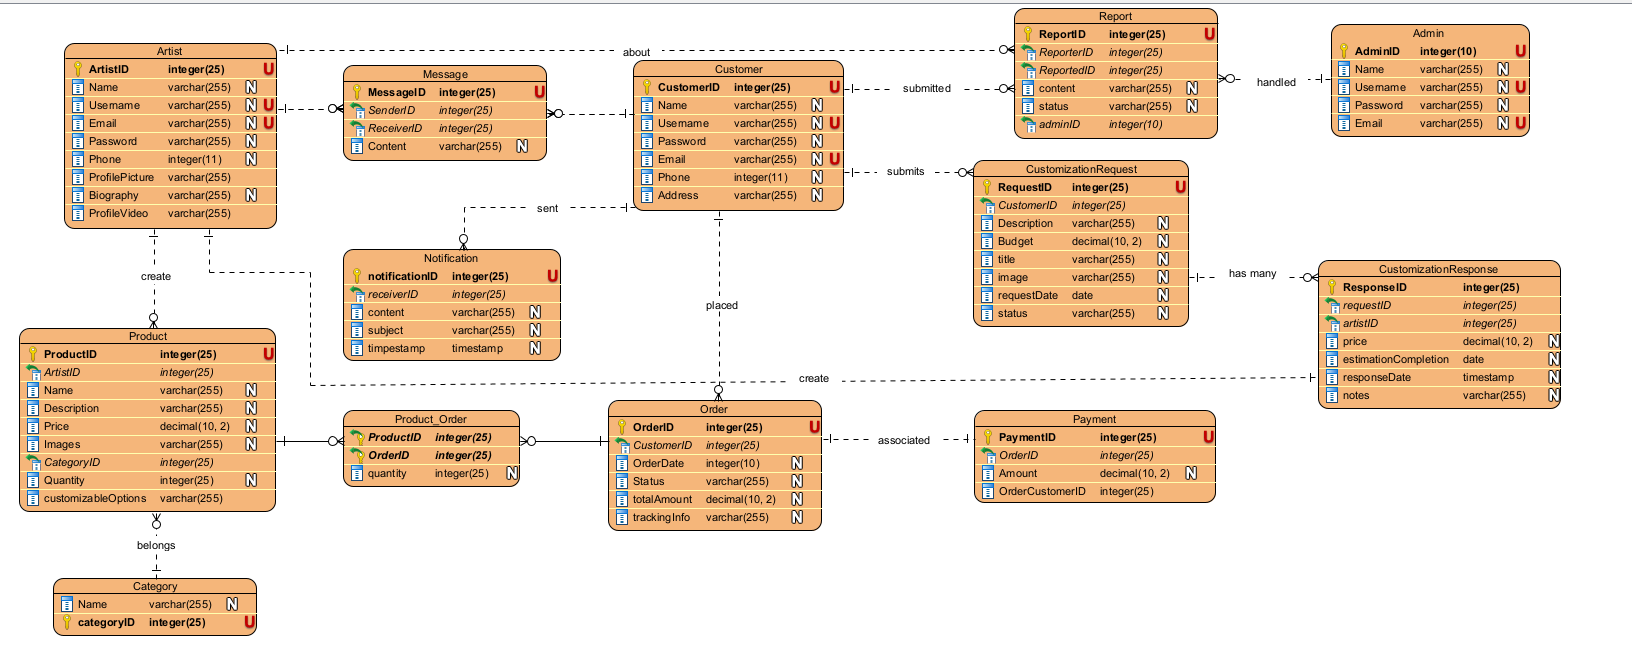 Artist
ArtistID integer(25) U
Name varchar(255) N
Username varchar(255) N U
Email varchar(255) N U
Password varchar(255) N
Phone integer(11) N
ProfilePicture varchar(255)
Biography varchar(255) N
ProfileVideo varchar(255)
about
Message
MessageID integer(25) U
SenderID integer(25)
ReceiverID integer(25)
Content varchar(255) N
Customer
CustomerID integer(25) U
Name varchar(255) N
Username varchar(255) N U
Password varchar(255) N
Email varchar(255) N U
Phone integer(11) N
Address varchar(255) N
submitted
Report
ReportID integer(25) U
ReporterID integer(25)
ReportedID integer(25)
content varchar(255) N
status varchar(255) N
adminID integer(10)
handled
Admin
AdminID integer(10) U
Name varchar(255) N
Username varchar(255) N U
Password varchar(255) N
Email varchar(255) N U
submits
CustomizationRequest
RequestID integer(25) U
CustomerID integer(25)
Description varchar(255) N
Budget decimal(10, 2) N
title varchar(255) N
image varchar(255) N
requestDate date N
status varchar(255) N
has many
CustomizationResponse
ResponseID integer(25)
requestID integer(25)
artistID integer(25)
price decimal(10, 2) N
estimationCompletion date N
responseDate timestamp N
notes varchar(255) N
sent
Notification
notificationID integer(25) U
receiverID integer(25)
content varchar(255) N
subject varchar(255) N
timpestamp timestamp N
create
placed
create
Product
ProductID integer(25) U
ArtistID integer(25)
Name varchar(255) N
Description varchar(255) N
Price decimal(10, 2) N
Images varchar(255) N
CategoryID integer(25)
Quantity integer(25) N
customizableOptions varchar(255)
Product_Order
ProductID integer(25)
OrderID integer(25)
quantity integer(25) N
Order
OrderID integer(25) U
CustomerID integer(25)
OrderDate integer(10) N
Status varchar(255) N
totalAmount decimal(10, 2) N
trackingInfo varchar(255) N
associated
Payment
PaymentID integer(25) U
OrderID integer(25)
Amount decimal(10, 2) N
OrderCustomerID integer(25)
belongs
Category
Name varchar(255) N
categoryID integer(25) U